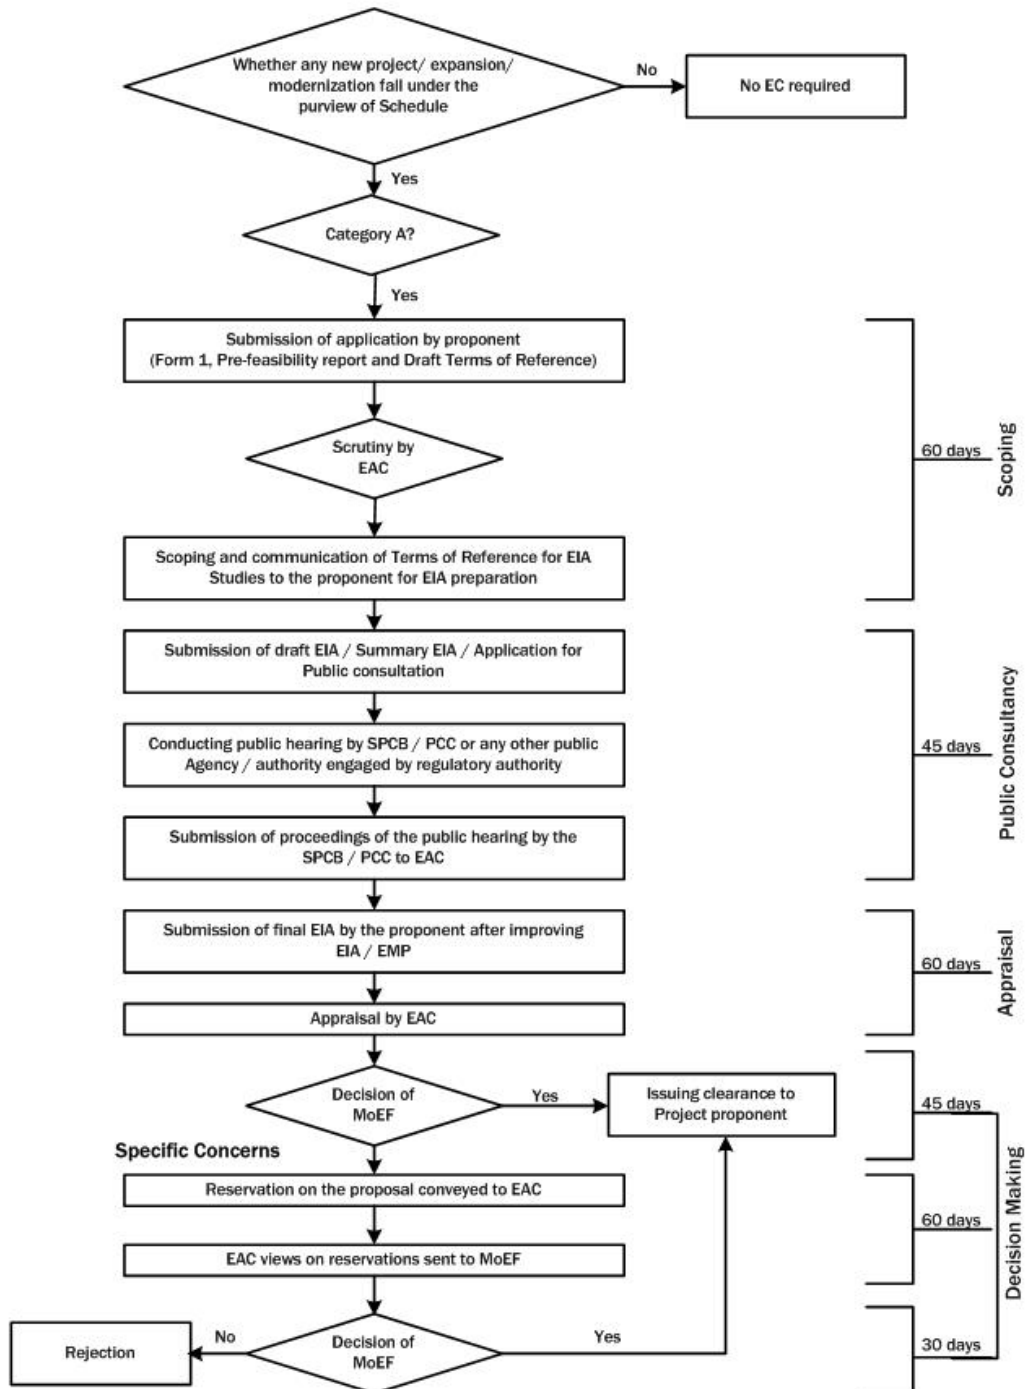 Whether any new project/ expansion/
modernization fall under the
purview of Schedule
No
No EC required
Yes
Category A?
Yes
Submission of application by proponent
(Form 1, Pre-feasibility report and Draft Terms of Reference)
Scrutiny by
EAC
60 days
Scoping
Scoping and communication of Terms of Reference for EIA
Studies to the proponent for EIA preparation
Submission of draft EIA / Summary EIA / Application for
Public consultation
Conducting public hearing by SPCB / PCC or any other public
Agency / authority engaged by regulatory authority
45 days
Public Consultancy
Submission of proceedings of the public hearing by the
SPCB / PCC to EAC
Submission of final EIA by the proponent after improving
EIA / EMP
60 days
Appraisal
Appraisal by EAC
Decision of
MoEF
Yes
Issuing clearance to
Project proponent
45 days
Specific Concerns
Reservation on the proposal conveyed to EAC
60 days
Decision Making
EAC views on reservations sent to MoEF
Decision of
MoEF
No
Rejection
Yes
30 days